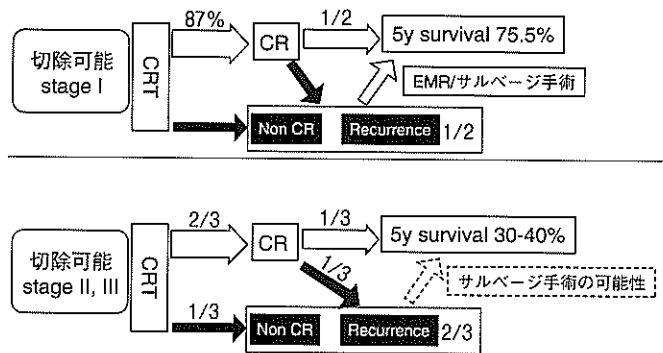 87%
1/2
切除可能
stage I
CRT
CR
5y survival 75.5%
EMR/サルベージ手術
Non CR
Recurrence
1/2
2/3
1/3
切除可能
stage II, III
CRT
CR
5y survival 30-40%
1/3
サルベージ手術の可能性
1/3
Non CR
Recurrence
2/3